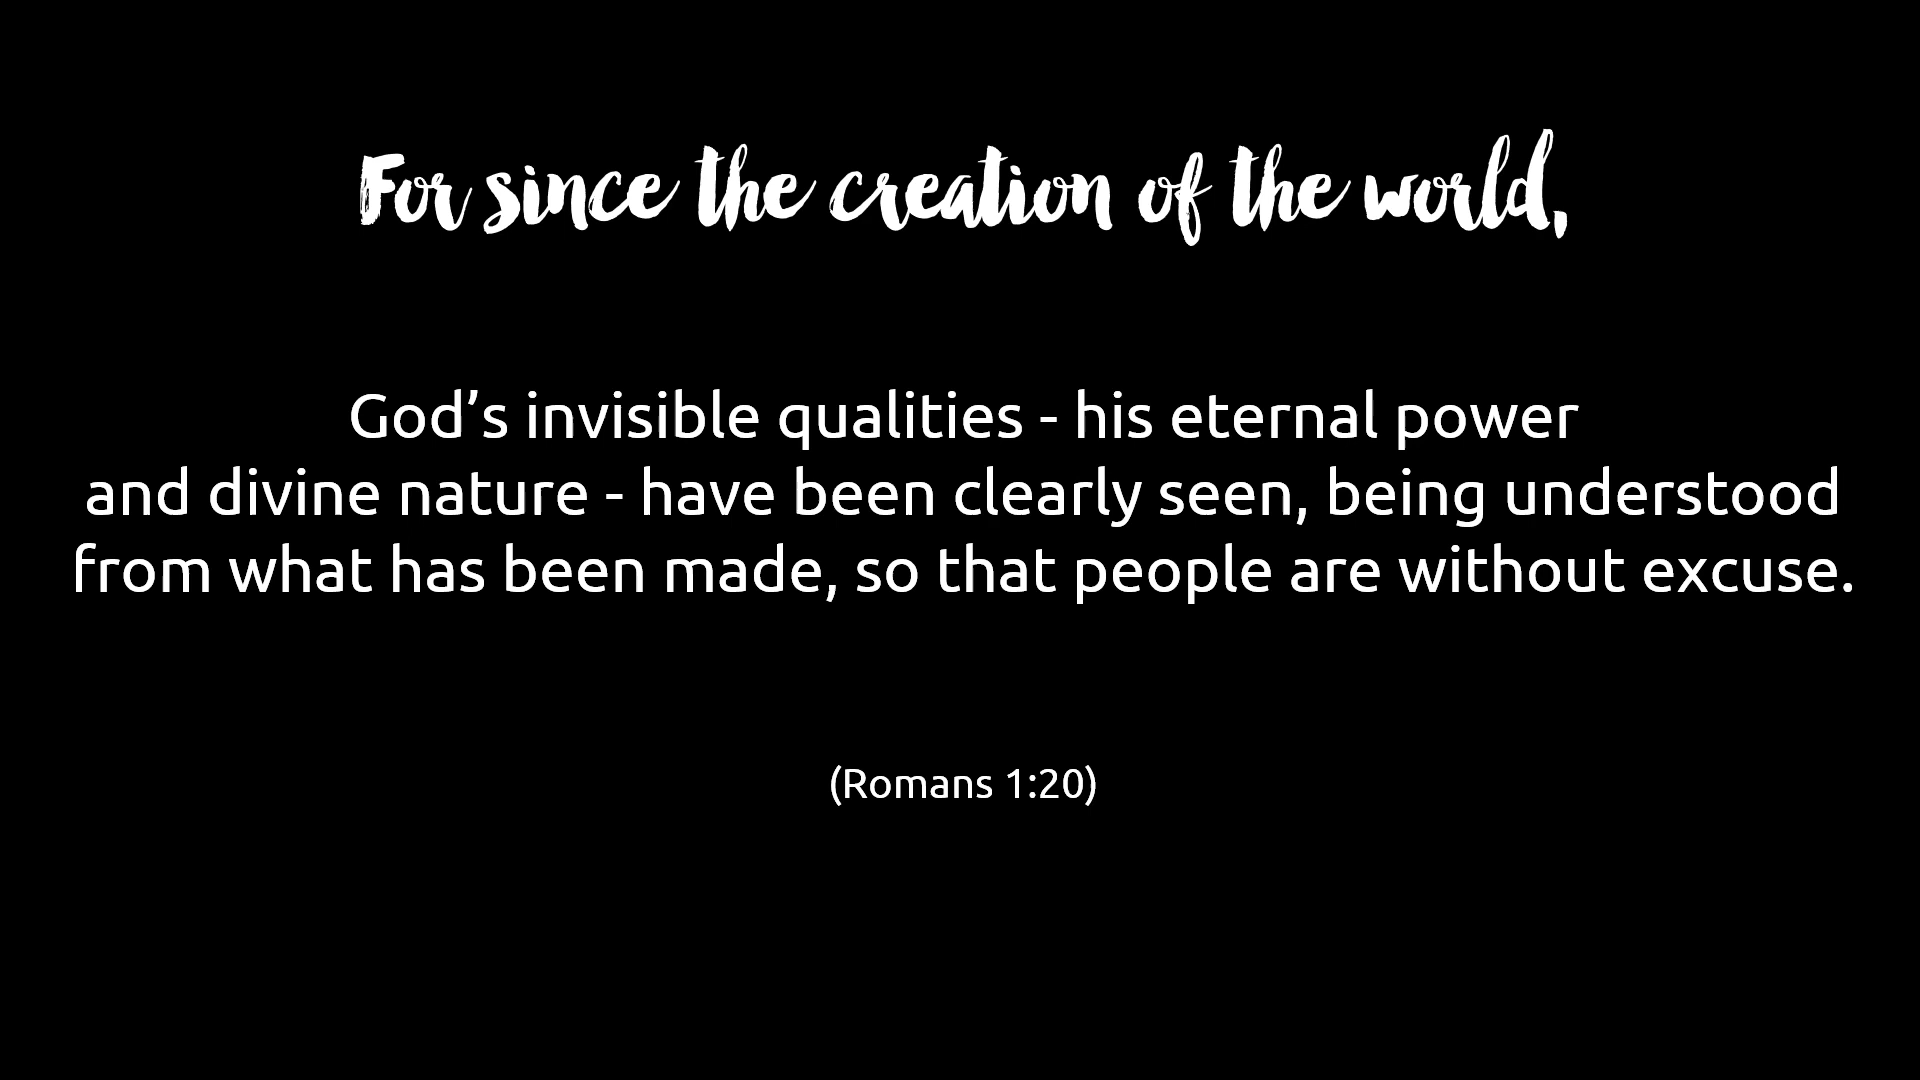 For since the creation of the world,
God’s invisible qualities - his eternal power
and divine nature - have been clearly seen, being understood
from what has been made, so that people are without excuse.
(Romans 1:20)